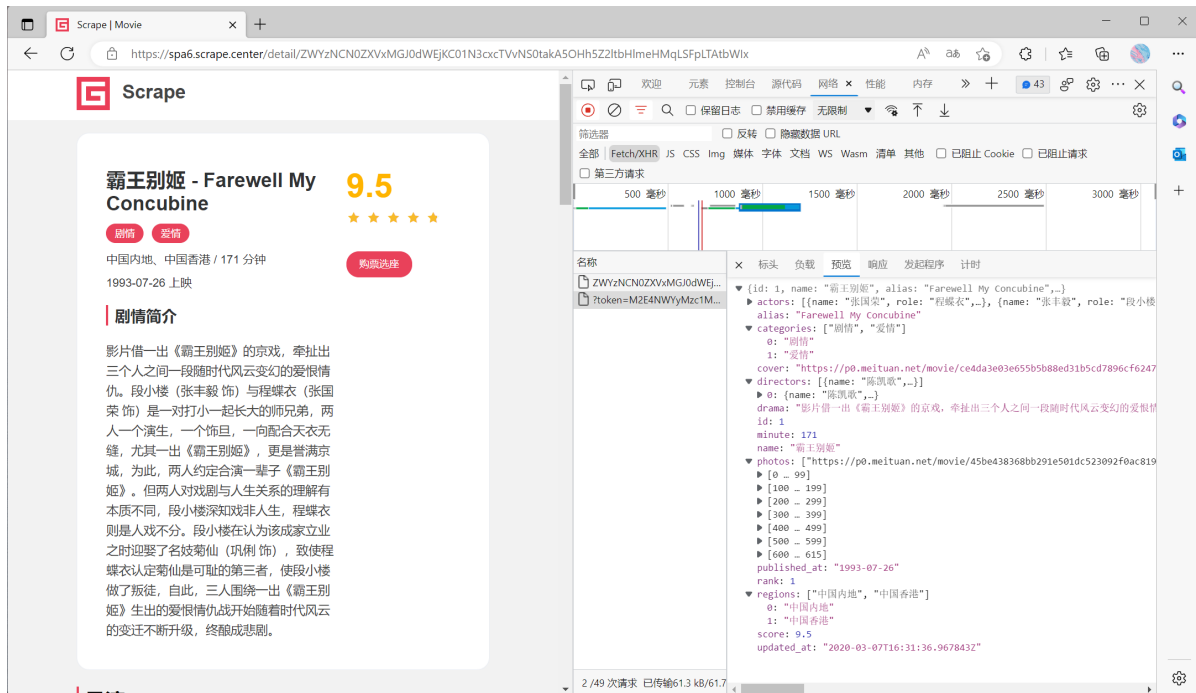 Scrape | Movie
https://spa6.scrape.center/detail/ZWYzNCN0ZXVxMGJ0dWEjKC01N3cxcTVvNS0takA5OHh5Z2ltbHlmeHMqLSFpLTAtbWIx
Scrape
霸王别姬 - Farewell My
Concubine
9.5
剧情 爱情
中国内地、中国香港 / 171 分钟
购票选座
1993-07-26 上映
剧情简介
影片借一出《霸王别姬》的京戏，牵扯出
三个人之间一段随时代风云变幻的爱恨情
仇。段小楼（张丰毅 饰）与程蝶衣（张国
荣 饰）是一对打小一起长大的师兄弟，两
人一个演生，一个饰旦，一向配合天衣无
缝，尤其一出《霸王别姬》，更是誉满京
城，为此，两人约定合演一辈子《霸王别
姬》。但两人对戏剧与人生关系的理解有
本质不同，段小楼深知戏非人生，程蝶衣
则是人戏不分。段小楼在认为该成家立业
之时迎娶了名妓菊仙（巩俐 饰），致使程
蝶衣认定菊仙是可耻的第三者，使段小楼
做了叛徒，自此，三人围绕一出《霸王别
姬》生出的爱恨情仇战开始随着时代风云
的变迁不断升级，终酿成悲剧。
欢迎 元素 控制台 源代码 网络 性能 内存 43
保留日志 禁用缓存 无限制
筛选器 反转 隐藏数据 URL
全部 Fetch/XHR JS CSS Img 媒体 字体 文档 WS Wasm 清单 其他 已阻止 Cookie 已阻止请求
第三方请求
500 毫秒 1000 毫秒 1500 毫秒 2000 毫秒 2500 毫秒 3000 毫秒
名称
ZWYzNCN0ZXVxMGJ0dWEj...
?token=M2E4NWYyMzc1M...
标头 负载 预览 响应 发起程序 计时
{id: 1, name: "霸王别姬", alias: "Farewell My Concubine",…}
actors: [{name: "张国荣", role: "程蝶衣",…}, {name: "张丰毅", role: "段小楼
alias: "Farewell My Concubine"
categories: ["剧情", "爱情"]
0: "剧情"
1: "爱情"
cover: "https://p0.meituan.net/movie/ce4da3e03e655b5b88ed31b5cd7896cf6247
directors: [{name: "陈凯歌",…}]
0: {name: "陈凯歌",…}
drama: "影片借一出《霸王别姬》的京戏，牵扯出三个人之间一段随时代风云变幻的爱恨情
id: 1
minute: 171
name: "霸王别姬"
photos: ["https://p0.meituan.net/movie/45be438368bb291e501dc523092f0ac819
[0 … 99]
[100 … 199]
[200 … 299]
[300 … 399]
[400 … 499]
[500 … 599]
[600 … 615]
published_at: "1993-07-26"
rank: 1
regions: ["中国内地", "中国香港"]
0: "中国内地"
1: "中国香港"
score: 9.5
updated_at: "2020-03-07T16:31:36.967843Z"
2 /49 次请求 已传输61.3 kB/61.7